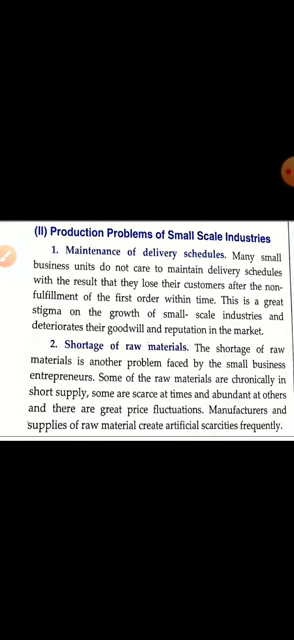 (II) Production Problems of Small Scale Industries
1. Maintenance of delivery schedules. Many small
business units do not care to maintain delivery schedules
with the result that they lose their customers after the non-
fulfillment of the first order within time. This is a great
stigma on the growth of small- scale industries and
deteriorates their goodwill and reputation in the market.
2. Shortage of raw materials. The shortage of raw
materials is another problem faced by the small business
entrepreneurs. Some of the raw materials are chronically in
short supply, some are scarce at times and abundant at others
and there are great price fluctuations. Manufacturers and
supplies of raw material create artificial scarcities frequently.